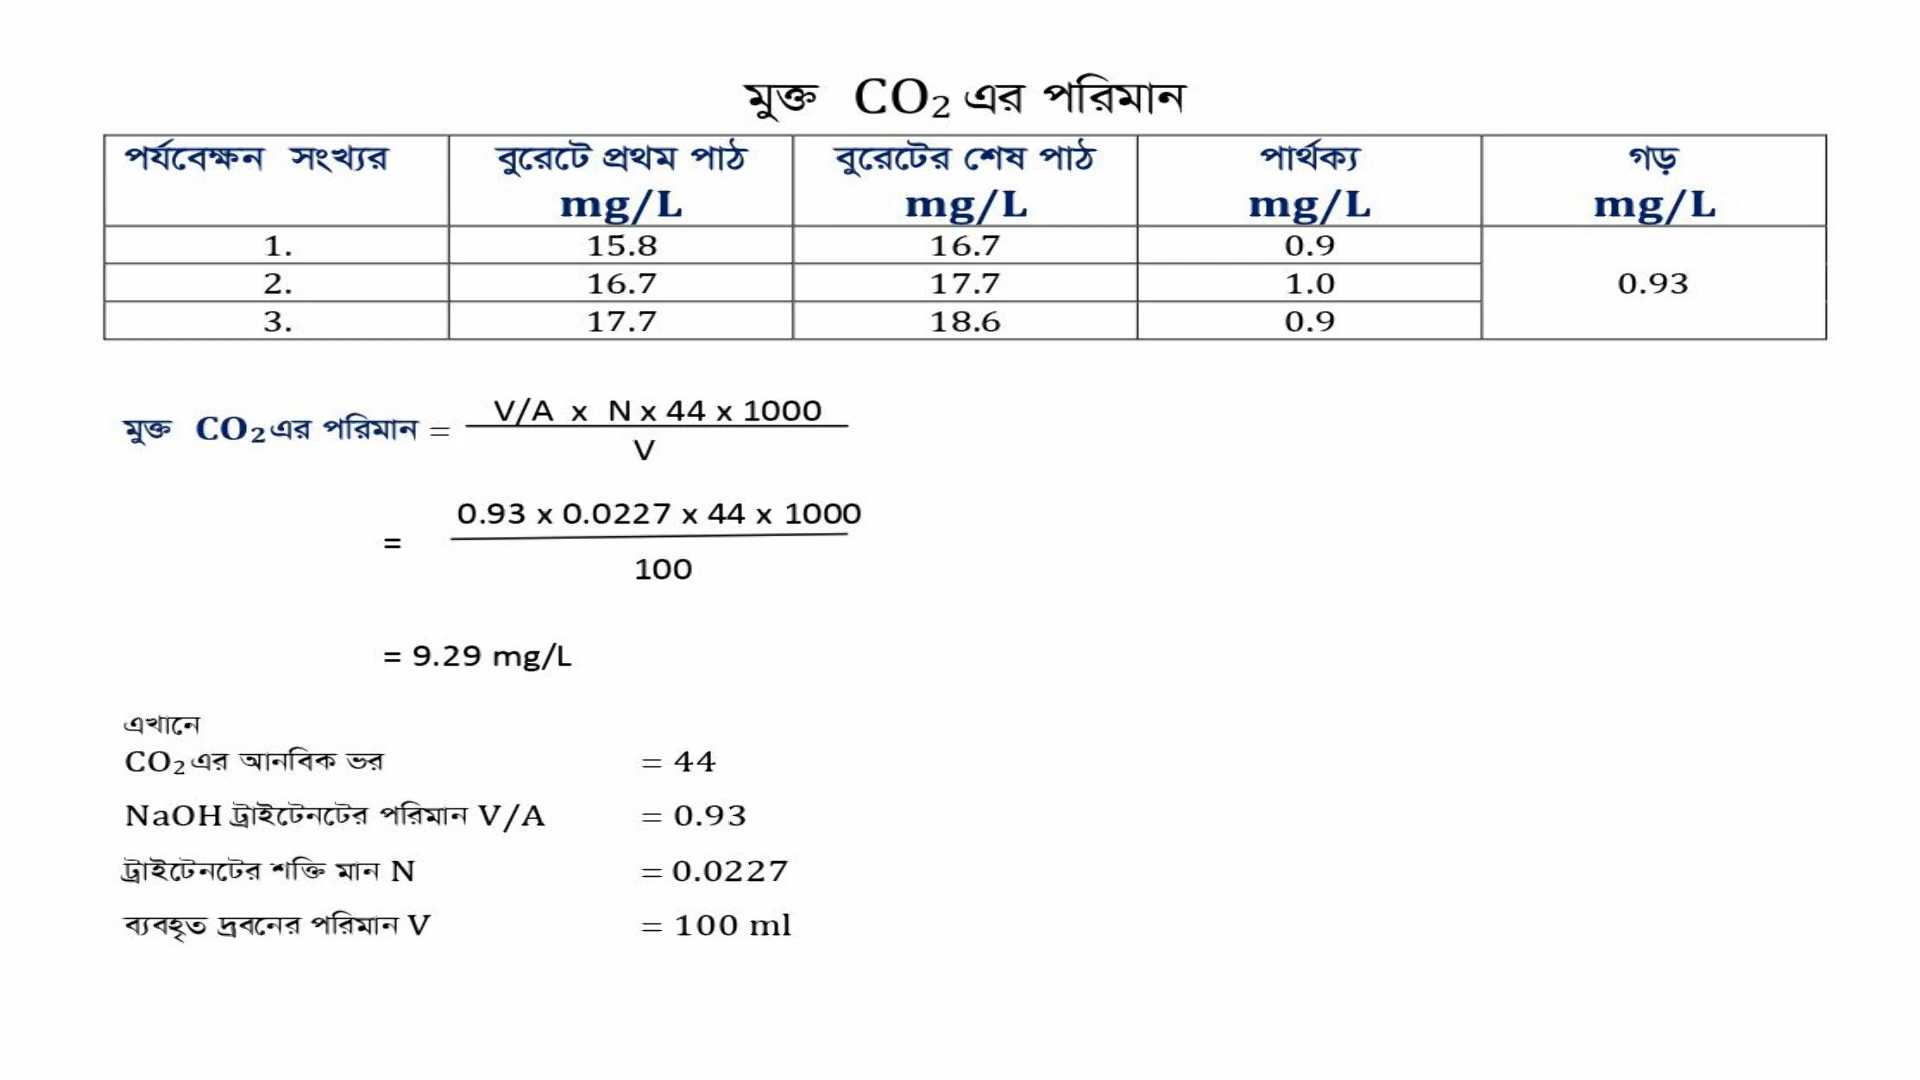 মুক্ত CO₂ এর পরিমান
পর্যবেক্ষন সংখ্যর বুরেটে প্রথম পাঠ mg/L বুরেটের শেষ পাঠ mg/L পার্থক্য mg/L গড় mg/L
1. 15.8 16.7 0.9 0.93
2. 16.7 17.7 1.0
3. 17.7 18.6 0.9
মুক্ত CO₂ এর পরিমান = V/A x N x 44 x 1000
V
= 0.93 x 0.0227 x 44 x 1000
100
= 9.29 mg/L
এখানে
CO₂ এর আনবিক ভর = 44
NaOH ট্রাইটেনটের পরিমান V/A = 0.93
ট্রাইটেনটের শক্তি মান N = 0.0227
ব্যবহৃত দ্রবনের পরিমান V = 100 ml